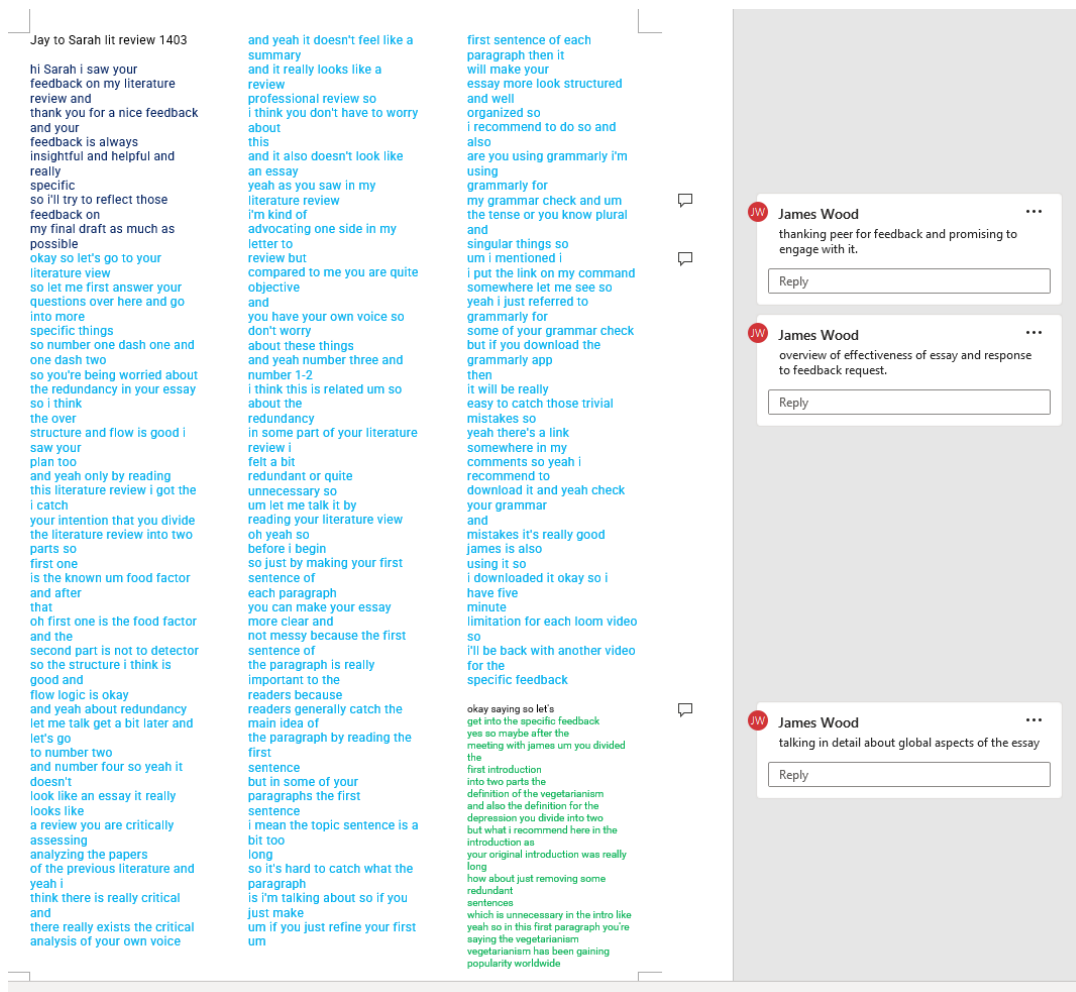 Jay to Sarah lit review 1403
hi Sarah i saw your
feedback on my literature
review and
thank you for a nice feedback
and your
feedback is always
insightful and helpful and
really
specific
so i'll try to reflect those
feedback on
my final draft as much as
possible
okay so let's go to your
literature view
so let me first answer your
questions over here and go
into more
specific things
so number one dash one and
one dash two
so you're being worried about
the redundancy in your essay
so i think
the over
structure and flow is good i
saw your
plan too
and yeah only by reading
this literature review i got the
i catch
your intention that you divide
the literature review into two
parts so
first one
is the known um food factor
and after
that
oh first one is the food factor
and the
second part is not to detector
so the structure i think is
good and
flow logic is okay
and yeah about redundancy
let me talk get a bit later and
let's go
to number two
and number four so yeah it
doesn't
look like an essay it really
looks like
a review you are critically
assessing
analyzing the papers
of the previous literature and
yeah i
think there is really critical
and
there really exists the critical
analysis of your own voice
and yeah it doesn't feel like a
summary
and it really looks like a
review
professional review so
i think you don't have to worry
about
this
and it also doesn't look like
an essay
yeah as you saw in my
literature review
i'm kind of
advocating one side in my
letter to
review but
compared to me you are quite
objective
and
you have your own voice so
don't worry
about these things
and yeah number three and
number 1-2
i think this is related um so
about the
redundancy
in some part of your literature
review i
felt a bit
redundant or quite
unnecessary so
um let me talk it by
reading your literature view
oh yeah so
before i begin
so just by making your first
sentence of
each paragraph
you can make your essay
more clear and
not messy because the first
sentence of
the paragraph is really
important to the
readers because
readers generally catch the
main idea of
the paragraph by reading the
first
sentence
but in some of your
paragraphs the first
sentence
i mean the topic sentence is a
bit too
long
so it's hard to catch what the
paragraph
is i'm talking about so if you
just make
um if you just refine your first
um
first sentence of each
paragraph then it
will make your
essay more look structured
and well
organized so
i recommend to do so and
also
are you using grammarly i'm
using
grammarly for
my grammar check and um
the tense or you know plural
and
singular things so
um i mentioned i
i put the link on my command
somewhere let me see so
yeah i just referred to
grammarly for
some of your grammar check
but if you download the
grammarly app
then
it will be really
easy to catch those trivial
mistakes so
yeah there's a link
somewhere in my
comments so yeah i
recommend to
download it and yeah check
your grammar
and
mistakes it's really good
james is also
using it so
i downloaded it okay so i
have five
minute
limitation for each loom video
so
i'll be back with another video
for the
specific feedback
okay saying so let's
get into the specific feedback
yes so maybe after the
meeting with james um you divided
the
first introduction
into two parts the
definition of the vegetarianism
and also the definition for the
depression you divide into two
but what i recommend here in the
introduction as
your original introduction was really
long
how about just removing some
redundant
sentences
which is unnecessary in the intro like
yeah so in this first paragraph you're
saying the vegetarianism
vegetarianism has been gaining
popularity worldwide
JW
James Wood
thanking peer for feedback and promising to
engage with it.
Reply
JW
James Wood
overview of effectiveness of essay and response
to feedback request.
Reply
JW
James Wood
talking in detail about global aspects of the essay
Reply